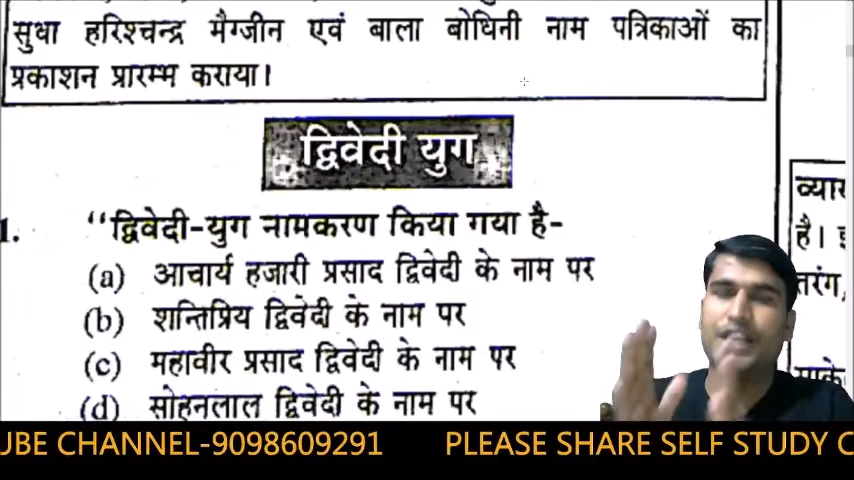 सुधा हरिश्चन्द्र मैग्जीन एवं बाला बोधिनी नाम पत्रिकाओं का
प्रकाशन प्रारम्भ कराया।
द्विवेदी युग
1. "द्विवेदी-युग नामकरण किया गया है-
(a) आचार्य हजारी प्रसाद द्विवेदी के नाम पर
(b) शन्तिप्रिय द्विवेदी के नाम पर
(c) महावीर प्रसाद द्विवेदी के नाम पर
(d) सोहनलाल द्विवेदी के नाम पर
है।
तरंग,
UBE CHANNEL-9098609291 PLEASE SHARE SELF STUDY C